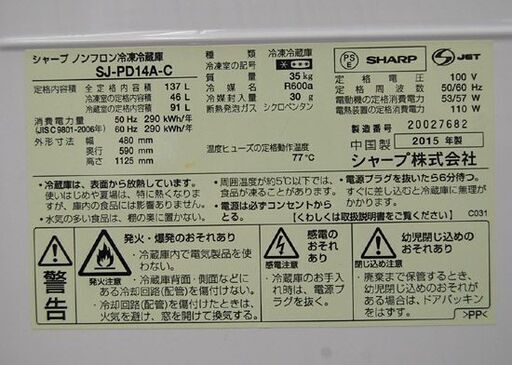 シャープ ノンフロン冷凍冷蔵庫
SJ-PD14A-C
定格内容積 全定格内容積 137 L
冷凍室の定格内容積 46 L
冷蔵室の定格内容積 91 L
消費電力量 50 Hz 290 kWh/年
(JIS C 9801-2006年) 60 Hz 290 kWh/年
外形寸法 幅 480 mm
奥行 590 mm
高さ 1125 mm
種類 冷凍冷蔵庫
冷凍室の記号
質量 35 kg
冷媒名 R600a
冷媒封入量 30 g
断熱発泡ガス シクロペンタン
温度ヒューズの定格動作温度
77℃
PS
E
SHARP
JET
定格電圧 100 V
定格周波数 50/60 Hz
電動機の定格消費電力 53/57 W
電熱装置の定格消費電力 110 W
製造番号 20027682
中国製 2015 年製
シャープ株式会社
・冷蔵庫は、表面から放熱しています。
使いはじめや夏場は、特に熱くなりま
すが、庫内の食品には影響ありません。
・水気の多い食品は、棚の奥に置かない。
・周囲温度が約5℃以下では、
食品が凍ることがあります。
・電源は必ずコンセントから
とる。
・電源プラグを抜いたら6分待つ。
すぐに差し込むと冷蔵庫に無理が
かかります。
【くわしくは取扱説明書をご覧ください】
C031
警告
発火・爆発のおそれあり
発火注意
・冷蔵庫内で電気製品を使
わない。
・冷蔵庫背面・側面などに
ある冷却回路(配管)を傷付けない。
・冷却回路(配管)を傷付けたときは、
火気を避け、窓を開けて換気する。
感電の
おそれあり
感電注意
・冷蔵庫のお手入
れ時は、電源プ
ラグを抜く。
幼児閉じ込めの
おそれあり
閉じ込め注意
・廃棄まで保管するとき、
幼児が閉じ込められるおそれ
がある場合は、ドアパッキン
をはずす。
>PP<